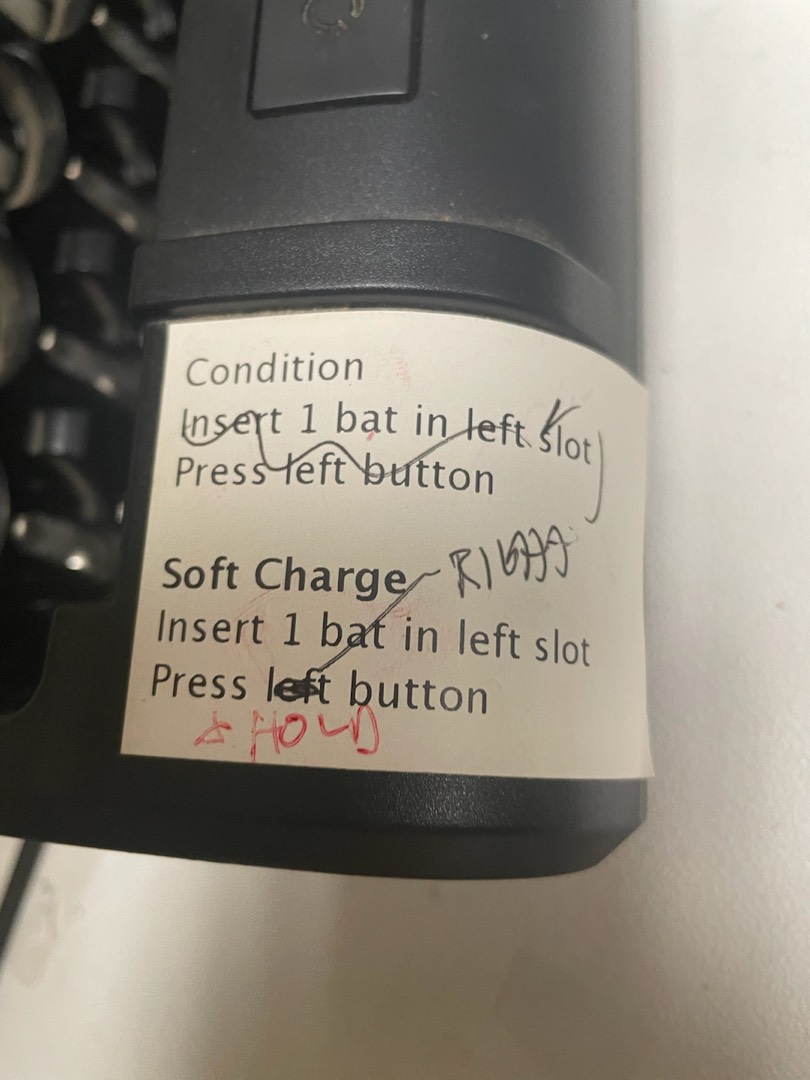 Condition
Insert 1 bat in left slot
Press left button
Soft Charge
Insert 1 bat in left slot
Press left button
& HOLD